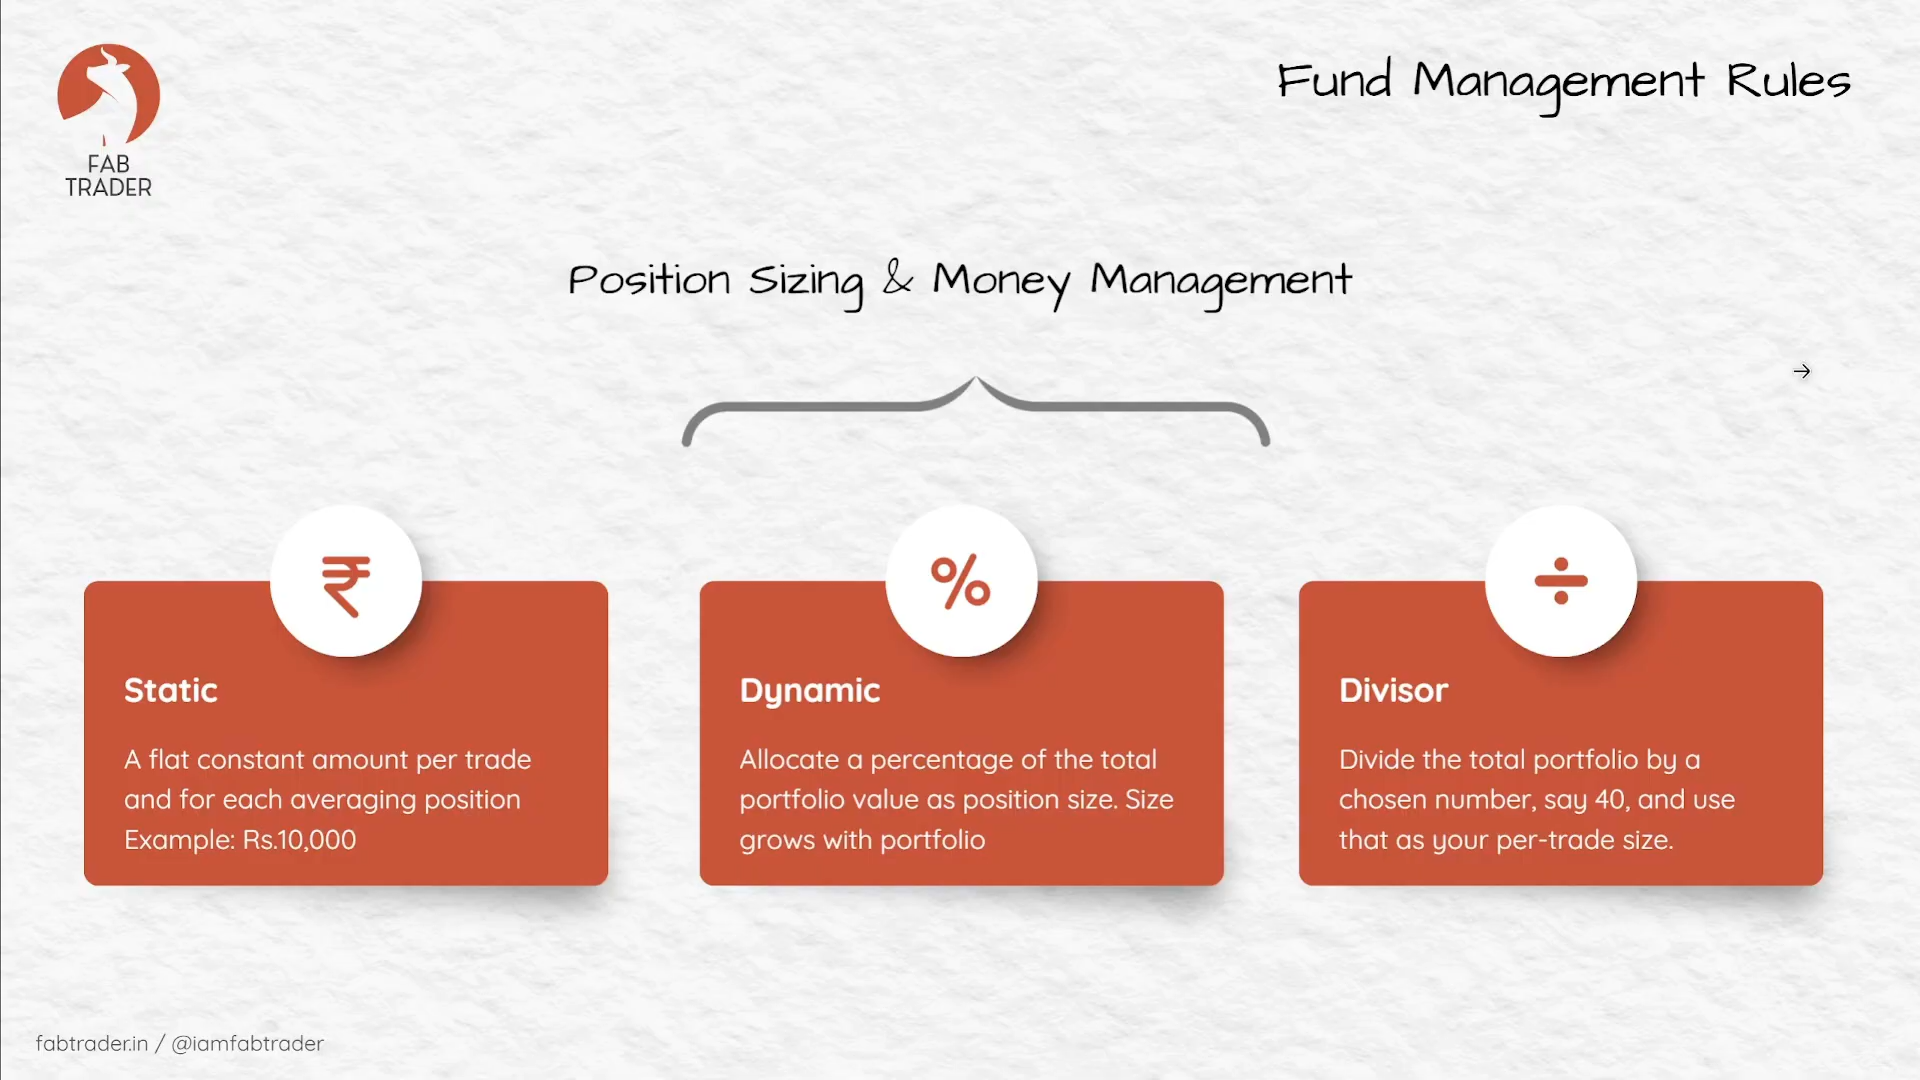 FAB
TRADER
Fund Management Rules
Position Sizing & Money Management
→
₹
%
÷
Static
A flat constant amount per trade
and for each averaging position
Example: Rs.10,000
Dynamic
Allocate a percentage of the total
portfolio value as position size. Size
grows with portfolio
Divisor
Divide the total portfolio by a
chosen number, say 40, and use
that as your per-trade size.
fabtrader.in / @iamfabtrader